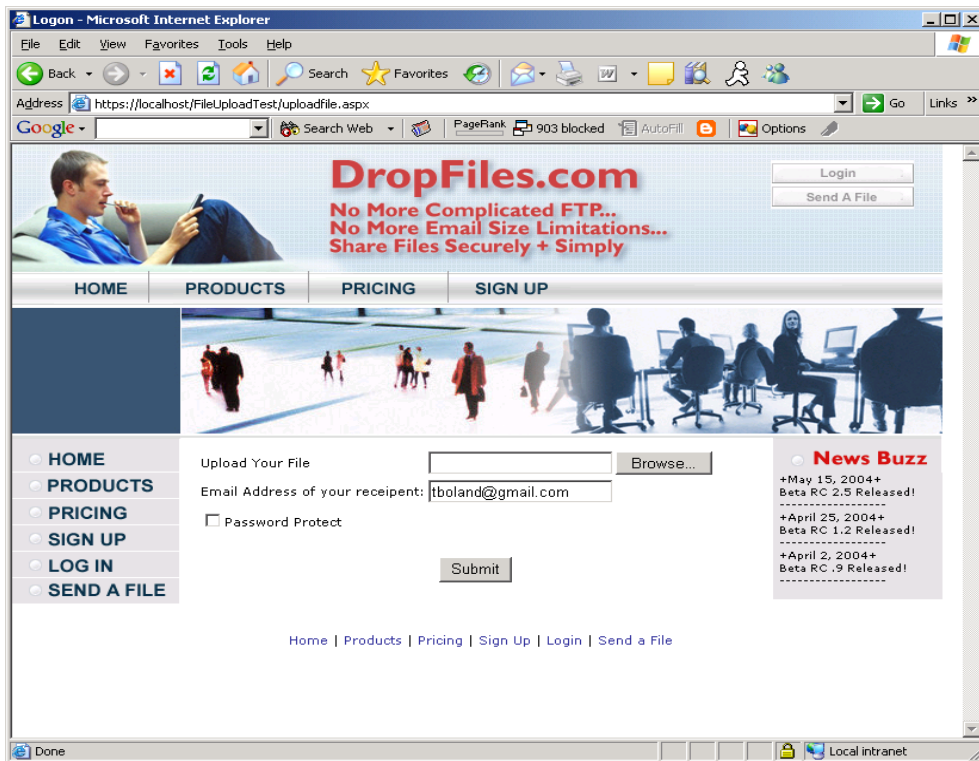 Logon - Microsoft Internet Explorer
File Edit View Favorites Tools Help
Back Search Favorites
Address https://localhost/FileUploadTest/uploadfile.aspx Go Links »
Google Search Web PageRank 903 blocked AutoFill Options
DropFiles.com
No More Complicated FTP...
No More Email Size Limitations...
Share Files Securely + Simply
Login
Send A File
HOME PRODUCTS PRICING SIGN UP
HOME
PRODUCTS
PRICING
SIGN UP
LOG IN
SEND A FILE
Upload Your File Browse...
Email Address of your receipent: tboland@gmail.com
Password Protect
Submit
News Buzz
+May 15, 2004+
Beta RC 2.5 Released!
------------------
+April 25, 2004+
Beta RC 1.2 Released!
------------------
+April 2, 2004+
Beta RC .9 Released!
------------------
Home | Products | Pricing | Sign Up | Login | Send a File
Done Local intranet